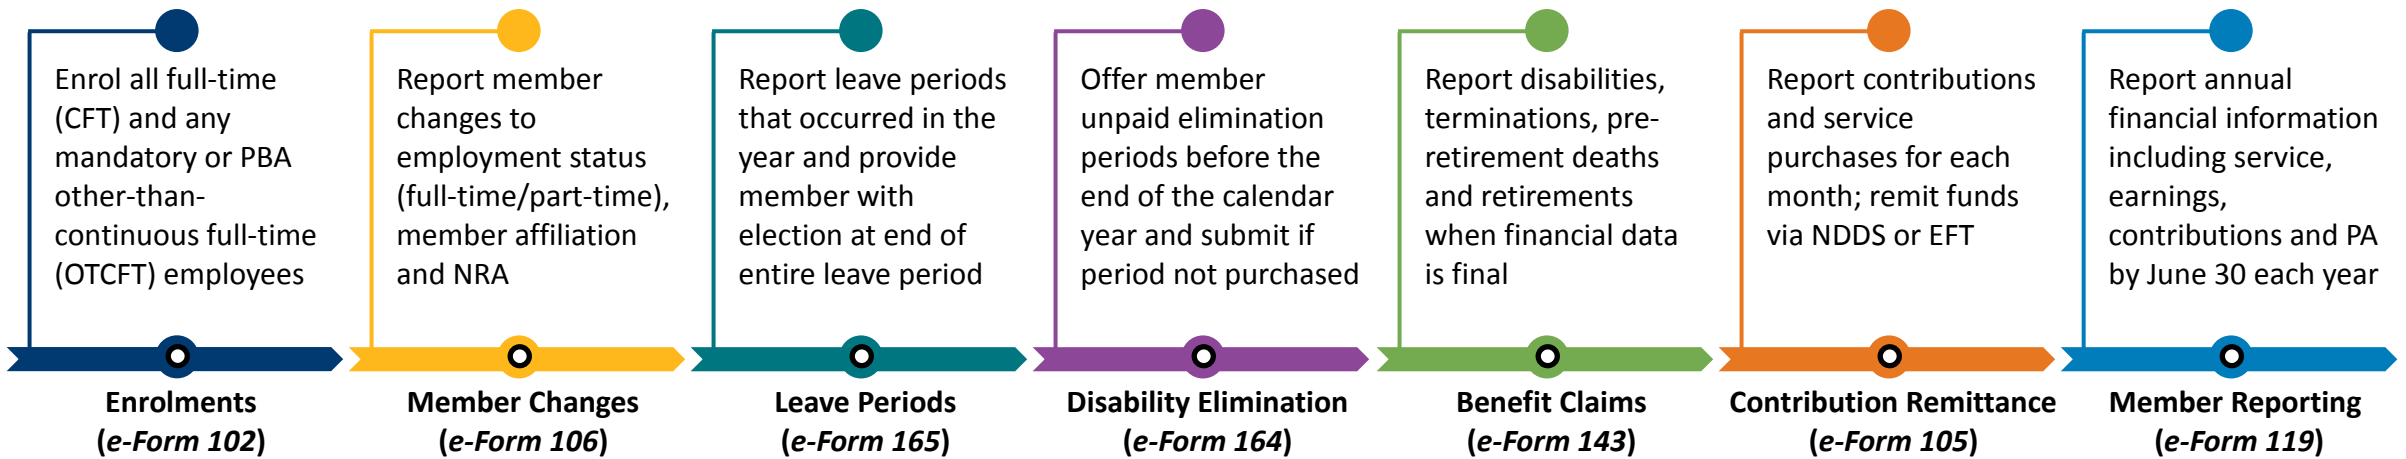 Enrol all full-time
(CFT) and any
mandatory or PBA
other-than-
continuous full-time
(OTCFT) employees
Enrolments
(e-Form 102)
Report member
changes to
employment status
(full-time/part-time),
member affiliation
and NRA
Member Changes
(e-Form 106)
Report leave periods
that occurred in the
year and provide
member with
election at end of
entire leave period
Leave Periods
(e-Form 165)
Offer member
unpaid elimination
periods before the
end of the calendar
year and submit if
period not purchased
Disability Elimination
(e-Form 164)
Report disabilities,
terminations, pre-
retirement deaths
and retirements
when financial data
is final
Benefit Claims
(e-Form 143)
Report contributions
and service
purchases for each
month; remit funds
via NDDS or EFT
Contribution Remittance
(e-Form 105)
Report annual
financial information
including service,
earnings,
contributions and PA
by June 30 each year
Member Reporting
(e-Form 119)